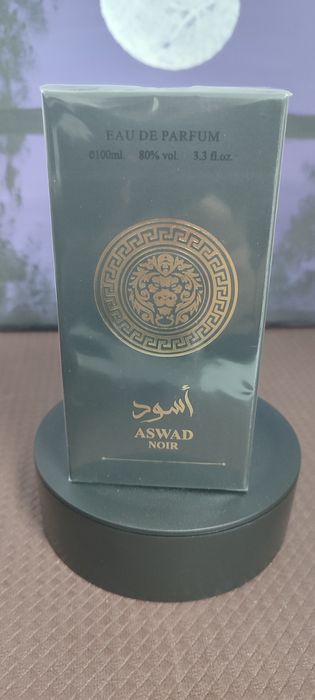 EAU DE PARFUM
℮100ml. 80% vol. 3.3 fl.oz.
أسود
ASWAD
NOIR